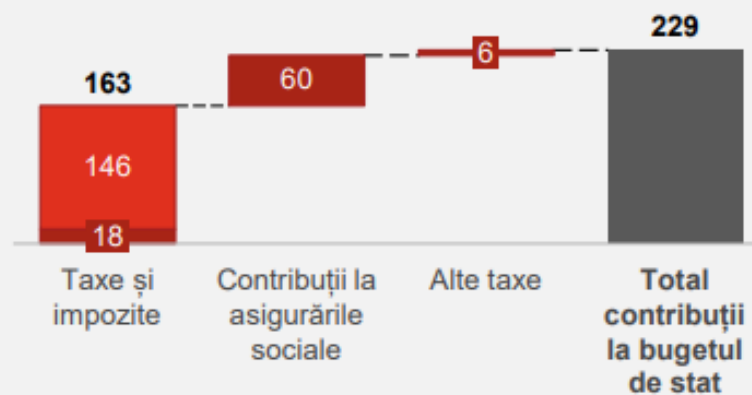 229
163
60
6
146
18
Taxe și
impozite
Contribuții la
asigurările
sociale
Alte taxe
Total
contribuții
la bugetul
de stat